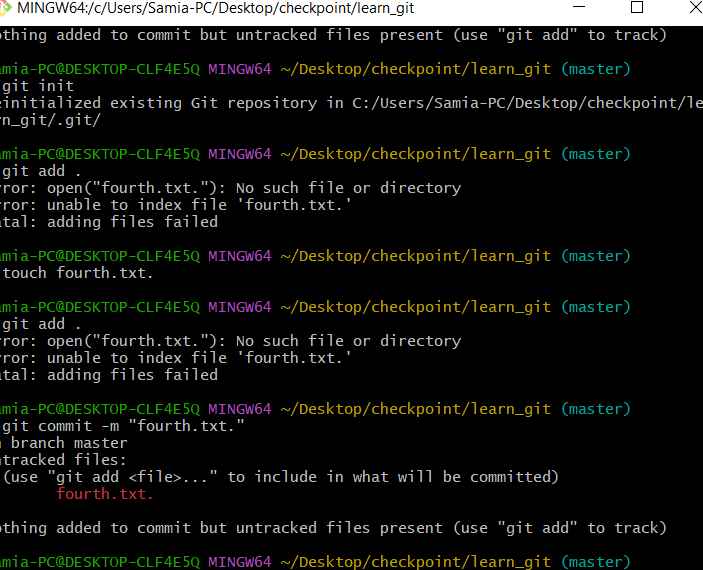 MINGW64:/c/Users/Samia-PC/Desktop/checkpoint/learn_git
othing added to commit but untracked files present (use "git add" to track)
amia-PC@DESKTOP-CLF4E5Q MINGW64 ~/Desktop/checkpoint/learn_git (master)
git init
einitialized existing Git repository in C:/Users/Samia-PC/Desktop/checkpoint/le
rn_git/.git/
amia-PC@DESKTOP-CLF4E5Q MINGW64 ~/Desktop/checkpoint/learn_git (master)
git add .
rror: open("fourth.txt."): No such file or directory
rror: unable to index file 'fourth.txt.'
atal: adding files failed
amia-PC@DESKTOP-CLF4E5Q MINGW64 ~/Desktop/checkpoint/learn_git (master)
touch fourth.txt.
amia-PC@DESKTOP-CLF4E5Q MINGW64 ~/Desktop/checkpoint/learn_git (master)
git add .
rror: open("fourth.txt."): No such file or directory
rror: unable to index file 'fourth.txt.'
atal: adding files failed
amia-PC@DESKTOP-CLF4E5Q MINGW64 ~/Desktop/checkpoint/learn_git (master)
git commit -m "fourth.txt."
n branch master
ntracked files:
(use "git add <file>..." to include in what will be committed)
fourth.txt.
othing added to commit but untracked files present (use "git add" to track)
amia-PC@DESKTOP-CLF4E5Q MINGW64 ~/Desktop/checkpoint/learn_git (master)